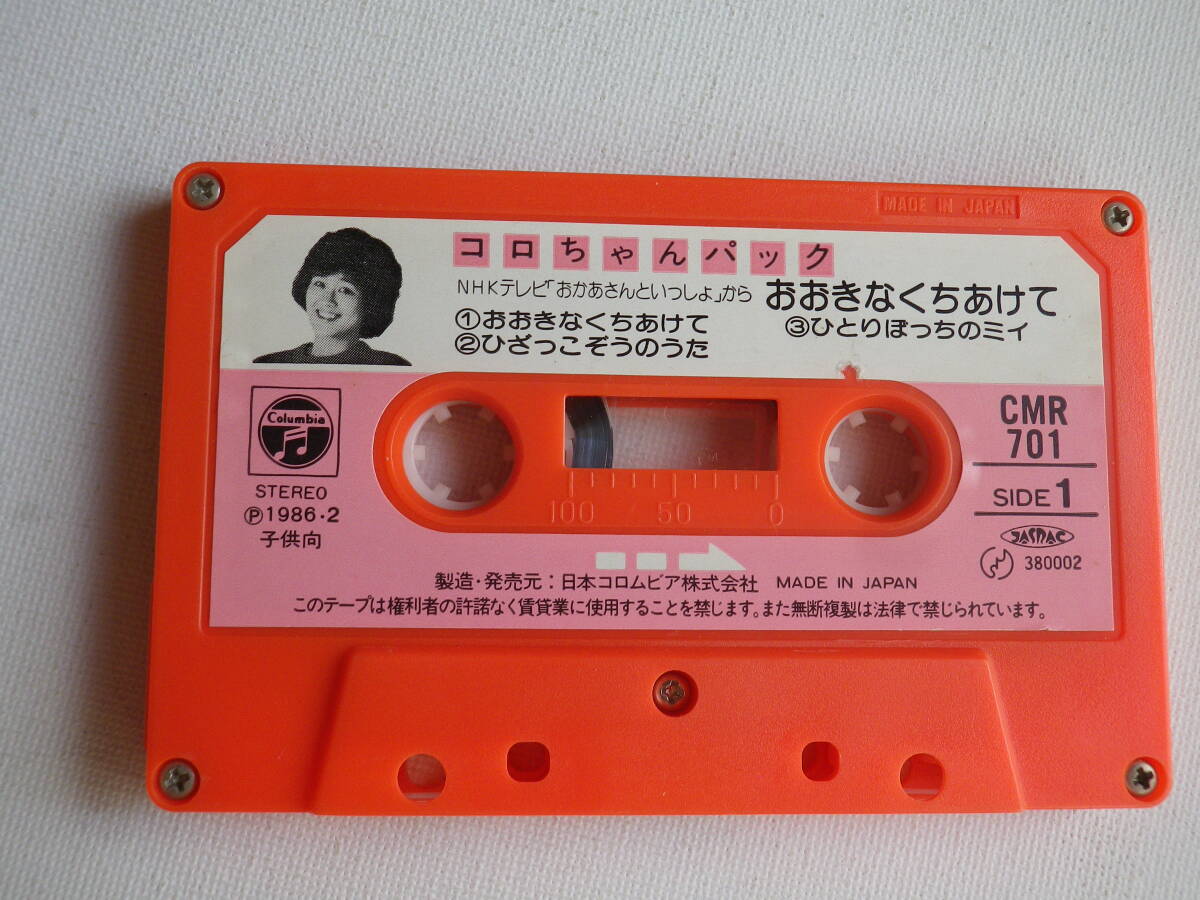 MADE IN JAPAN
コロちゃんパック
NHKテレビ「おかあさんといっしょ」から おおきなくちあけて
①おおきなくちあけて ③ひとりぼっちのミイ
②ひざっこぞうのうた
Columbia
STEREO
Ⓟ1986・2
子供向
CMR
701
SIDE 1
JASRAC
380002
100 50 0
製造・発売元：日本コロムビア株式会社 MADE IN JAPAN
このテープは権利者の許諾なく賃貸業に使用することを禁じます。また無断複製は法律で禁じられています。